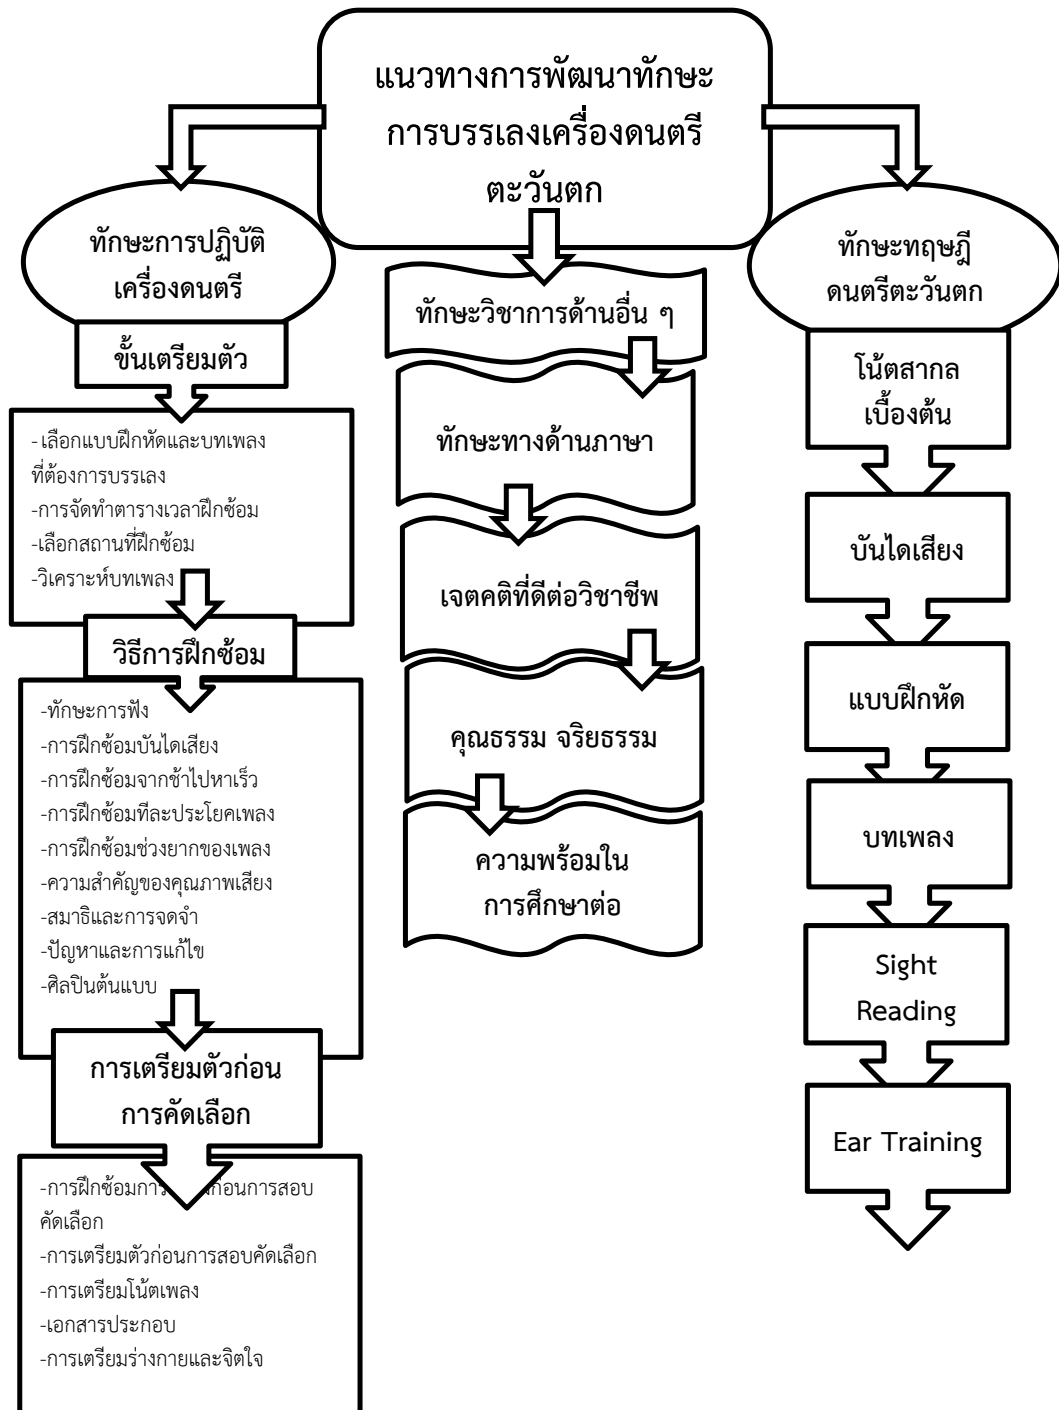 แนวทางการพัฒนาทักษะ
การบรรเลงเครื่องดนตรี
ตะวันตก
ทักษะการปฏิบัติ
เครื่องดนตรี
ขั้นเตรียมตัว
- เลือกแบบฝึกหัดและบทเพลง
ที่ต้องการบรรเลง
-การจัดทำตารางเวลาฝึกซ้อม
-เลือกสถานที่ฝึกซ้อม
-วิเคราะห์บทเพลง
วิธีการฝึกซ้อม
-ทักษะการฟัง
-การฝึกซ้อมบันไดเสียง
-การฝึกซ้อมจากช้าไปหาเร็ว
-การฝึกซ้อมทีละประโยคเพลง
-การฝึกซ้อมช่วงยากของเพลง
-ความสำคัญของคุณภาพเสียง
-สมาธิและการจดจำ
-ปัญหาและการแก้ไข
-ศิลปินต้นแบบ
การเตรียมตัวก่อน
การคัดเลือก
-การฝึกซ้อมการ ก่อนการสอบ
คัดเลือก
-การเตรียมตัวก่อนการสอบคัดเลือก
-การเตรียมโน้ตเพลง
-เอกสารประกอบ
-การเตรียมร่างกายและจิตใจ
ทักษะวิชาการด้านอื่น ๆ
ทักษะทางด้านภาษา
เจตคติที่ดีต่อวิชาชีพ
คุณธรรม จริยธรรม
ความพร้อมใน
การศึกษาต่อ
ทักษะทฤษฎี
ดนตรีตะวันตก
โน้ตสากล
เบื้องต้น
บันไดเสียง
แบบฝึกหัด
บทเพลง
Sight
Reading
Ear Training